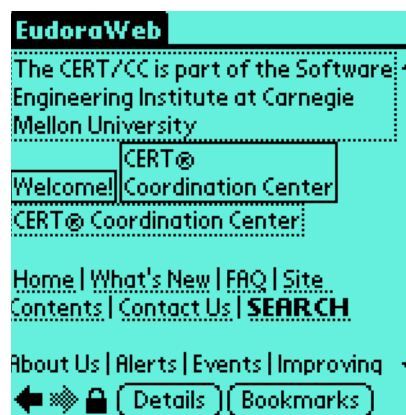 EudoraWeb
The CERT/CC is part of the Software
Engineering Institute at Carnegie
Mellon University
CERT®
Welcome! Coordination Center
CERT® Coordination Center
Home | What's New | FAQ | Site
Contents | Contact Us | SEARCH
About Us | Alerts | Events | Improving
Details Bookmarks